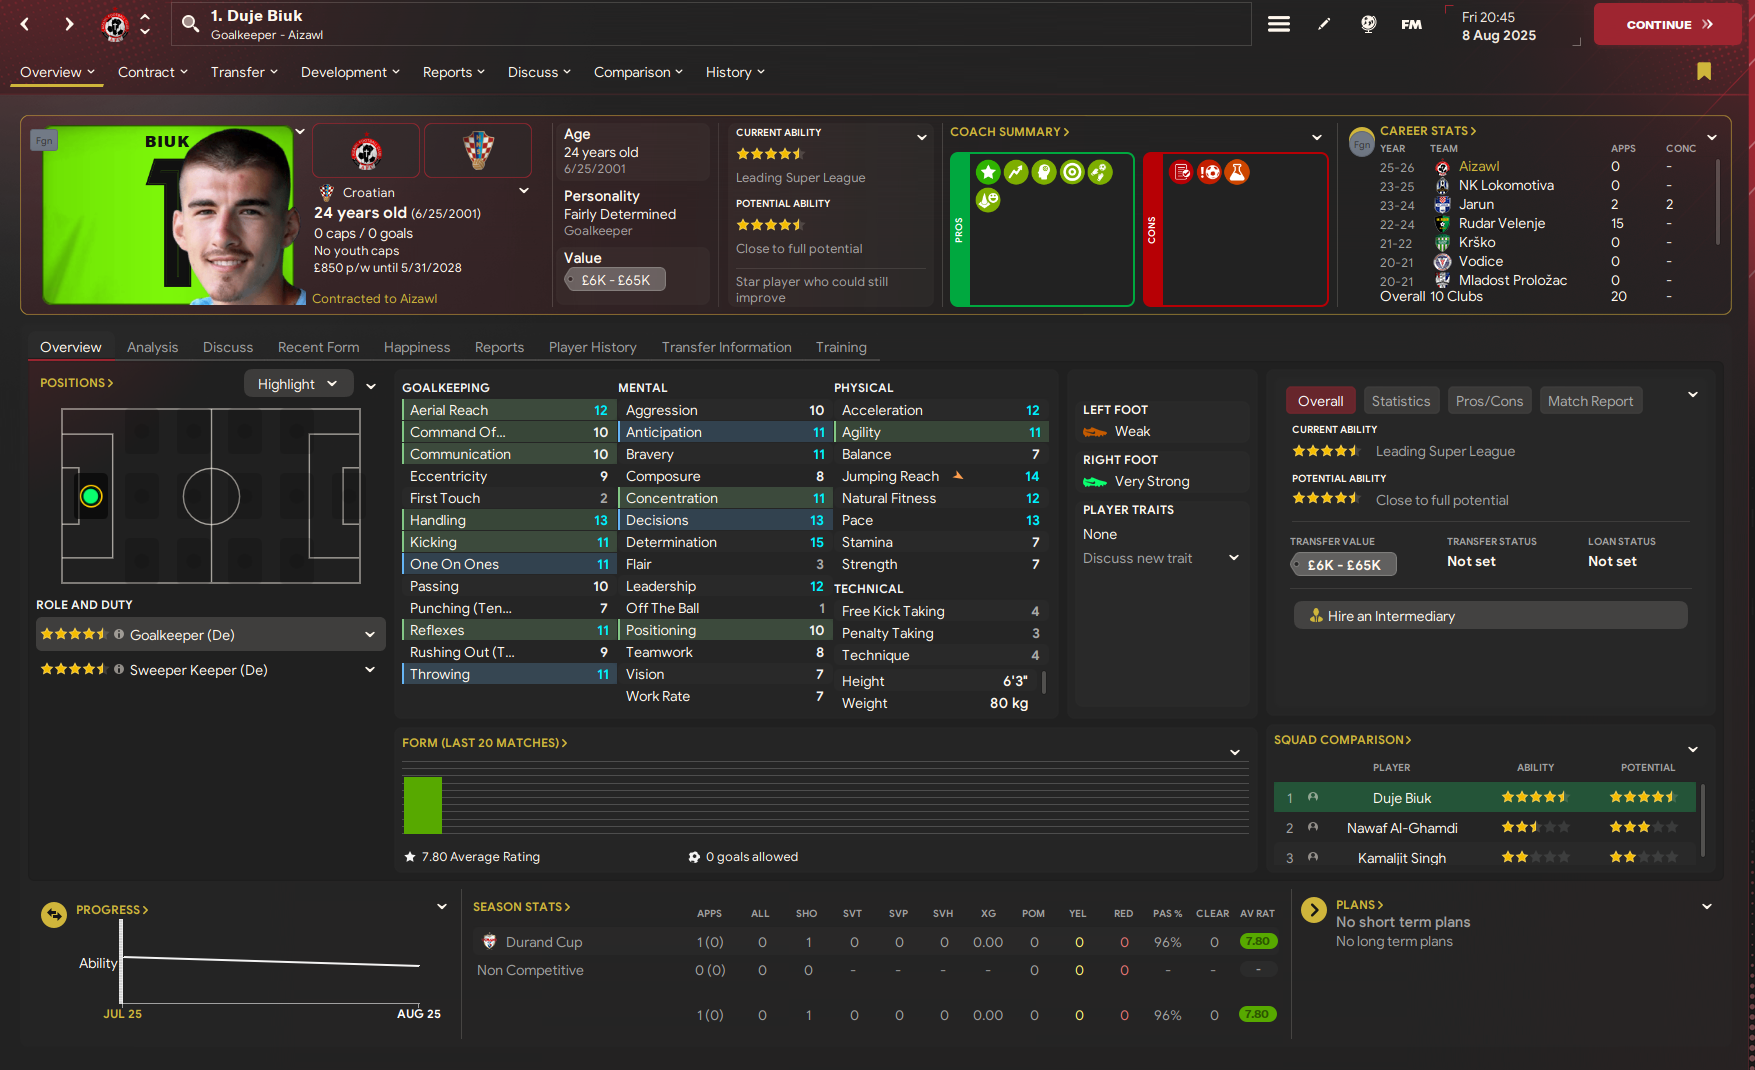 1. Duje Biuk
Goalkeeper - Aizawl
FM
Fri 20:45
8 Aug 2025
CONTINUE
Overview
Contract
Transfer
Development
Reports
Discuss
Comparison
History
Fgn
BIUK
Croatian
24 years old (6/25/2001)
0 caps / 0 goals
No youth caps
£850 p/w until 5/31/2028
Contracted to Aizawl
Age
24 years old
6/25/2001
Personality
Fairly Determined
Goalkeeper
Value
£6K - £65K
CURRENT ABILITY
Leading Super League
POTENTIAL ABILITY
Close to full potential
Star player who could still
improve
COACH SUMMARY
PROS
CONS
Fgn
CAREER STATS
YEAR TEAM APPS CONC
25-26 Aizawl 0 -
23-25 NK Lokomotiva 0 -
23-24 Jarun 2 2
22-24 Rudar Velenje 15 -
21-22 Krško 0 -
20-21 Vodice 0 -
20-21 Mladost Proložac 0 -
Overall 10 Clubs 20 -
Overview
Analysis
Discuss
Recent Form
Happiness
Reports
Player History
Transfer Information
Training
POSITIONS
Highlight
ROLE AND DUTY
Goalkeeper (De)
Sweeper Keeper (De)
GOALKEEPING
Aerial Reach 12
Command Of... 10
Communication 10
Eccentricity 9
First Touch 2
Handling 13
Kicking 11
One On Ones 11
Passing 10
Punching (Ten... 7
Reflexes 11
Rushing Out (T... 9
Throwing 11
MENTAL
Aggression 10
Anticipation 11
Bravery 11
Composure 8
Concentration 11
Decisions 13
Determination 15
Flair 3
Leadership 12
Off The Ball 1
Positioning 10
Teamwork 8
Vision 7
Work Rate 7
PHYSICAL
Acceleration 12
Agility 11
Balance 7
Jumping Reach 14
Natural Fitness 12
Pace 13
Stamina 7
Strength 7
TECHNICAL
Free Kick Taking 4
Penalty Taking 3
Technique 4
Height 6'3"
Weight 80 kg
LEFT FOOT
Weak
RIGHT FOOT
Very Strong
PLAYER TRAITS
None
Discuss new trait
Overall
Statistics
Pros/Cons
Match Report
CURRENT ABILITY
Leading Super League
POTENTIAL ABILITY
Close to full potential
TRANSFER VALUE
£6K - £65K
TRANSFER STATUS
Not set
LOAN STATUS
Not set
Hire an Intermediary
FORM (LAST 20 MATCHES)
7.80 Average Rating
0 goals allowed
SQUAD COMPARISON
PLAYER ABILITY POTENTIAL
1 Duje Biuk
2 Nawaf Al-Ghamdi
3 Kamaljit Singh
PROGRESS
Ability
JUL 25
AUG 25
SEASON STATS
APPS ALL SHO SVT SVP SVH XG POM YEL RED PAS % CLEAR AV RAT
Durand Cup 1 (0) 0 1 0 0 0 0.00 0 0 0 96% 0 7.80
Non Competitive 0 (0) 0 0 - - - - 0 0 0 - - -
1 (0) 0 1 0 0 0 0.00 0 0 0 96% 0 7.80
PLANS
No short term plans
No long term plans